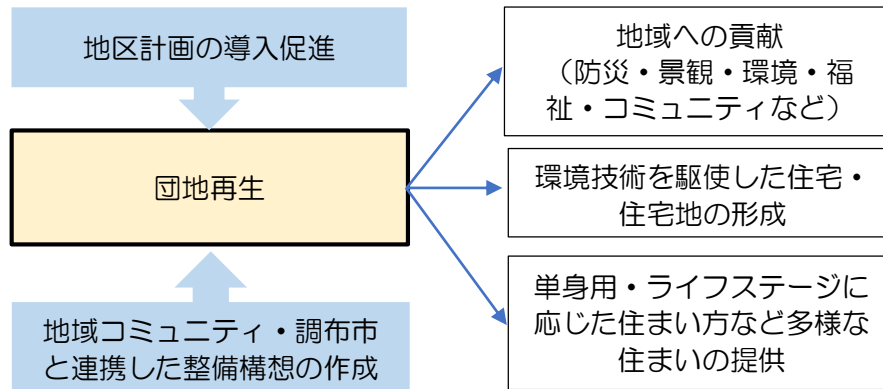 地区計画の導入促進
団地再生
地域コミュニティ・調布市
と連携した整備構想の作成
地域への貢献
（防災・景観・環境・福
祉・コミュニティなど）
環境技術を駆使した住宅・
住宅地の形成
単身用・ライフステージに
応じた住まい方など多様な
住まいの提供